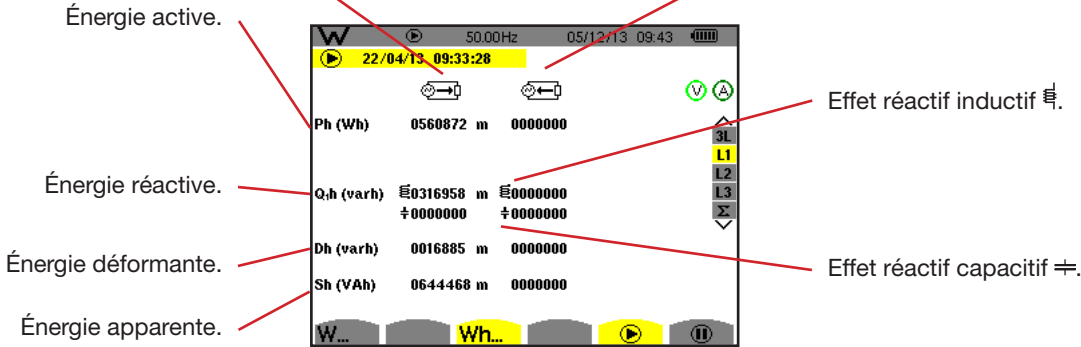 Énergie active.
W 50.00Hz 05/12/13 09:43
22/04/13 09:33:28
Effet réactif inductif
V A
Ph (Wh) 0560872 m 0000000
3L
L1
L2
L3
Σ
Énergie réactive.
Q₁h (varh) 0316958 m 0000000
0000000 0000000
Énergie déformante.
Dh (varh) 0016885 m 0000000
Effet réactif capacitif
Énergie apparente.
Sh (VAh) 0644468 m 0000000
W... Wh...